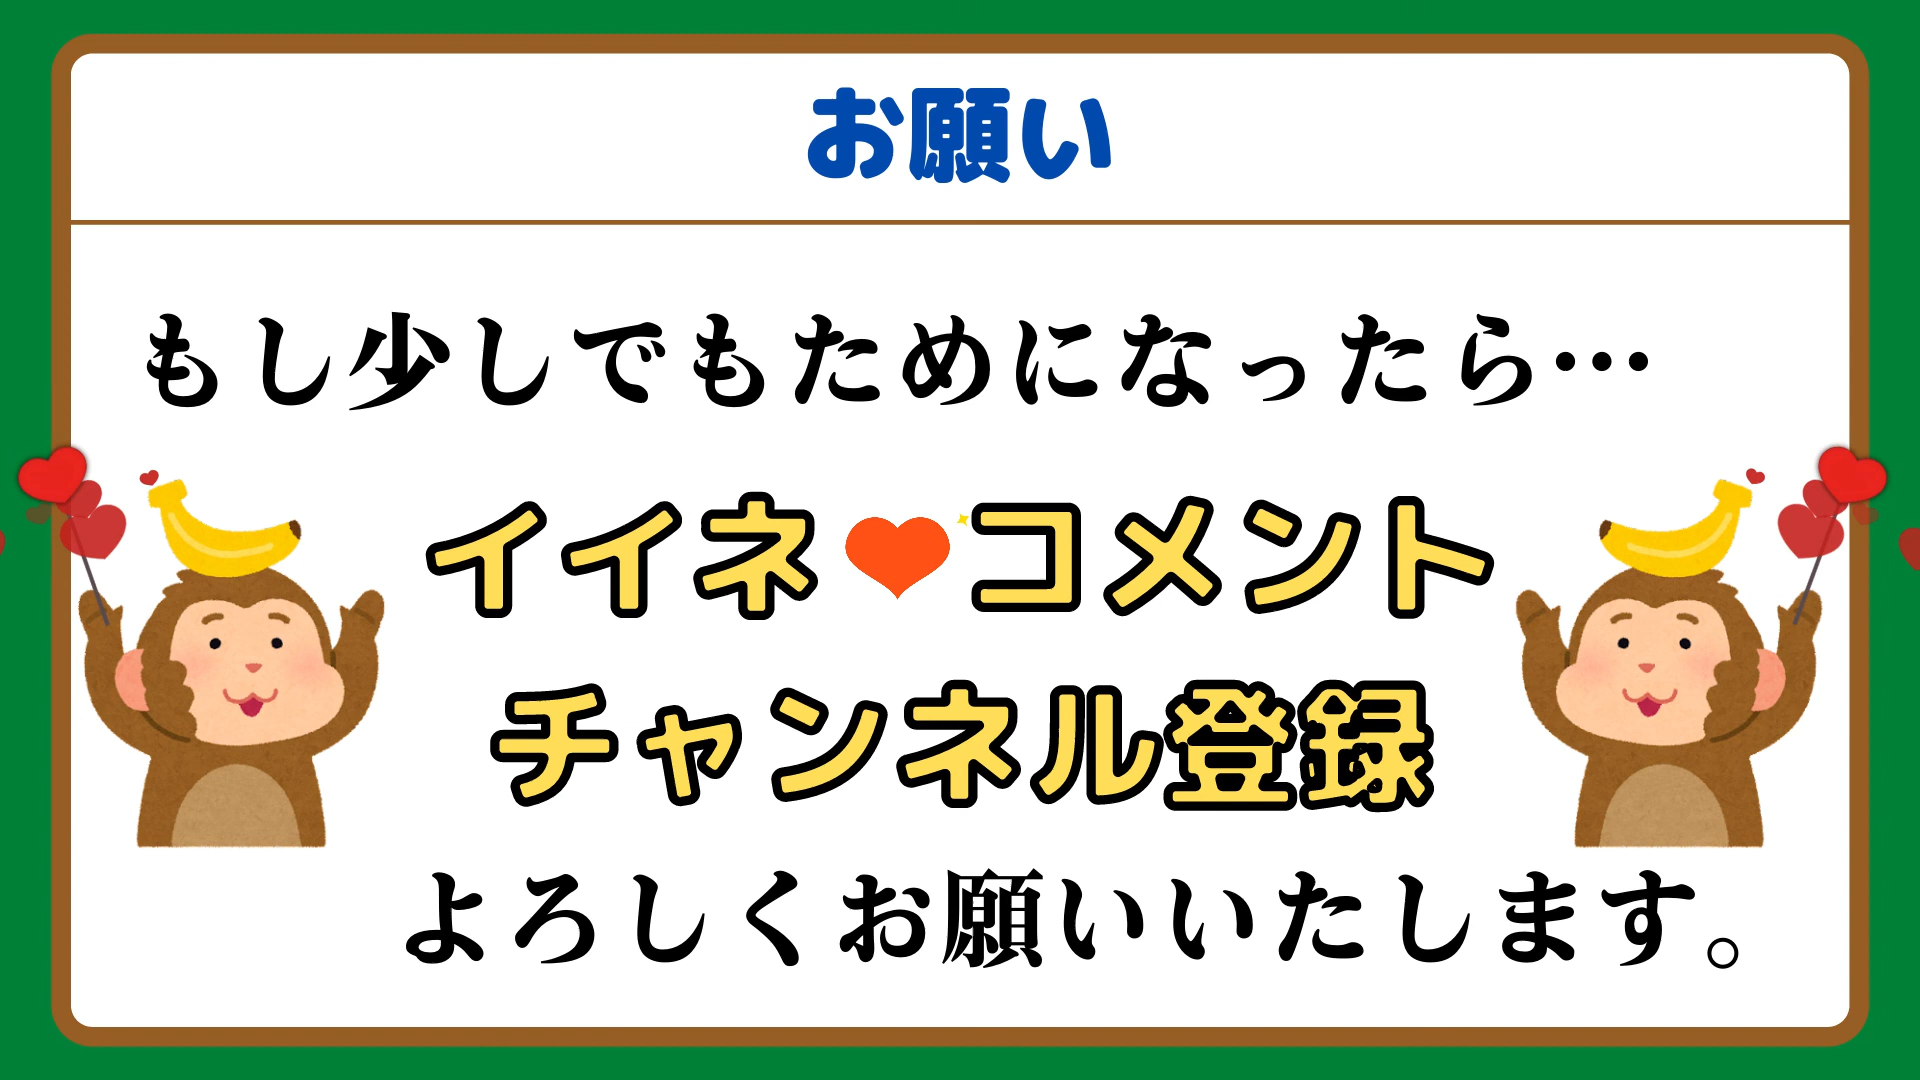 お願い
もし少しでもためになったら…
イイネ❤コメント
チャンネル登録
よろしくお願いいたします。